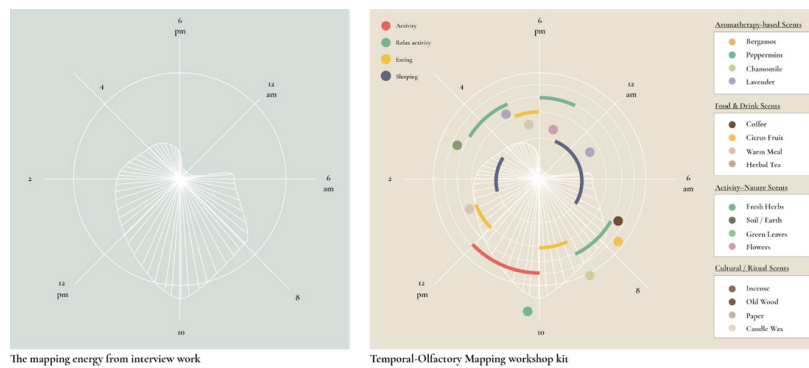 6
pm
12
am
4
2
6
am
12
pm
8
10
The mapping energy from interview work
Activity
Relax activity
Eating
Sleeping
6
pm
12
am
4
2
6
am
12
pm
8
10
Aromatherapy-based Scents
Bergamos
Peppermint
Chamomile
Lavender
Food & Drink Scents
Coffee
Citrus Fruit
Warm Meal
Herbal Tea
Activity-Nature Scents
Fresh Herbs
Soil / Earth
Green Leaves
Flowers
Cultural / Ritual Scents
Incense
Old Wood
Paper
Candle Wax
Temporal-Olfactory Mapping workshop kit